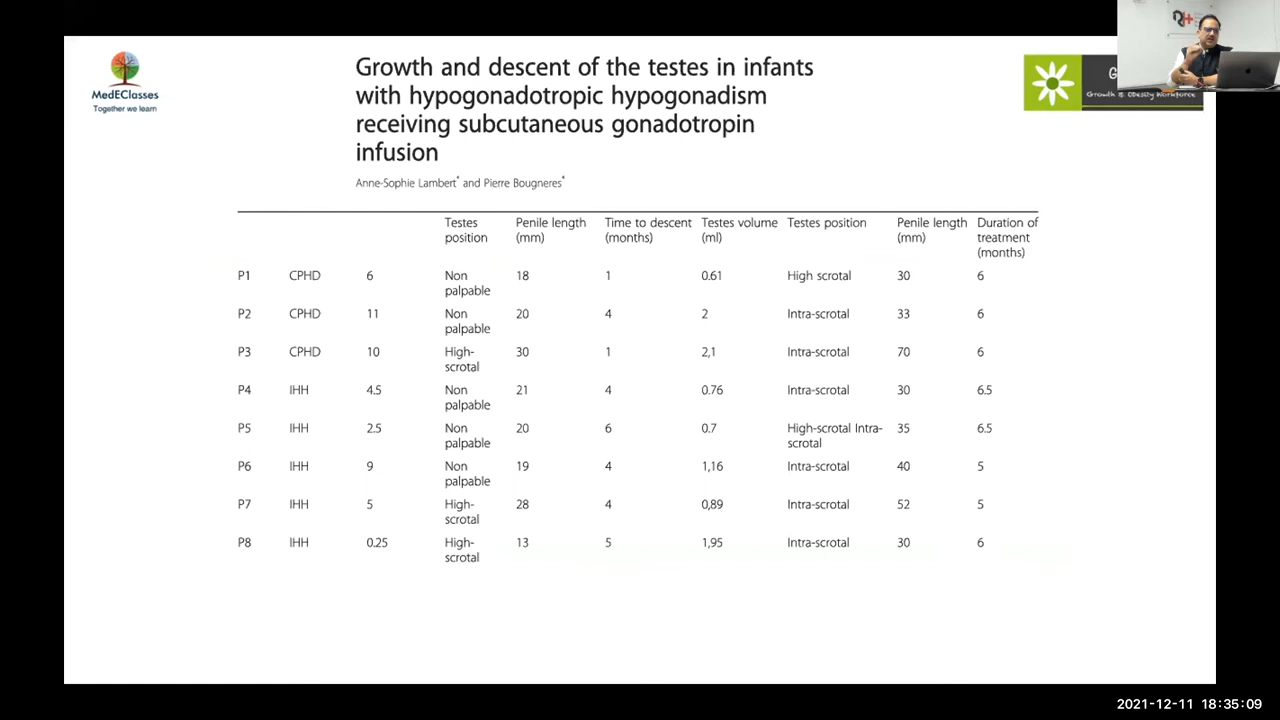 MedEClasses
Together we learn
Growth and descent of the testes in infants
with hypogonadotropic hypogonadism
receiving subcutaneous gonadotropin
infusion
Anne-Sophie Lambert* and Pierre Bougneres*
G
Growth & Obesity Workforce
Testes position Penile length (mm) Time to descent (months) Testes volume (ml) Testes position Penile length (mm) Duration of treatment (months)
P1 CPHD 6 Non palpable 18 1 0.61 High scrotal 30 6
P2 CPHD 11 Non palpable 20 4 2 Intra-scrotal 33 6
P3 CPHD 10 High-scrotal 30 1 2,1 Intra-scrotal 70 6
P4 IHH 4.5 Non palpable 21 4 0.76 Intra-scrotal 30 6.5
P5 IHH 2.5 Non palpable 20 6 0.7 High-scrotal Intra-scrotal 35 6.5
P6 IHH 9 Non palpable 19 4 1,16 Intra-scrotal 40 5
P7 IHH 5 High-scrotal 28 4 0,89 Intra-scrotal 52 5
P8 IHH 0.25 High-scrotal 13 5 1,95 Intra-scrotal 30 6
2021-12-11 18:35:09